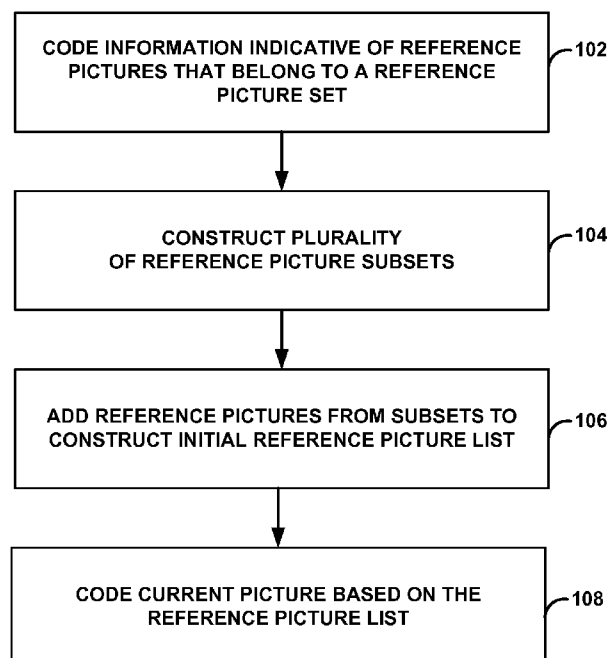 CODE INFORMATION INDICATIVE OF REFERENCE
PICTURES THAT BELONG TO A REFERENCE
PICTURE SET
102
CONSTRUCT PLURALITY
OF REFERENCE PICTURE SUBSETS
104
ADD REFERENCE PICTURES FROM SUBSETS TO
CONSTRUCT INITIAL REFERENCE PICTURE LIST
106
CODE CURRENT PICTURE BASED ON THE
REFERENCE PICTURE LIST
108